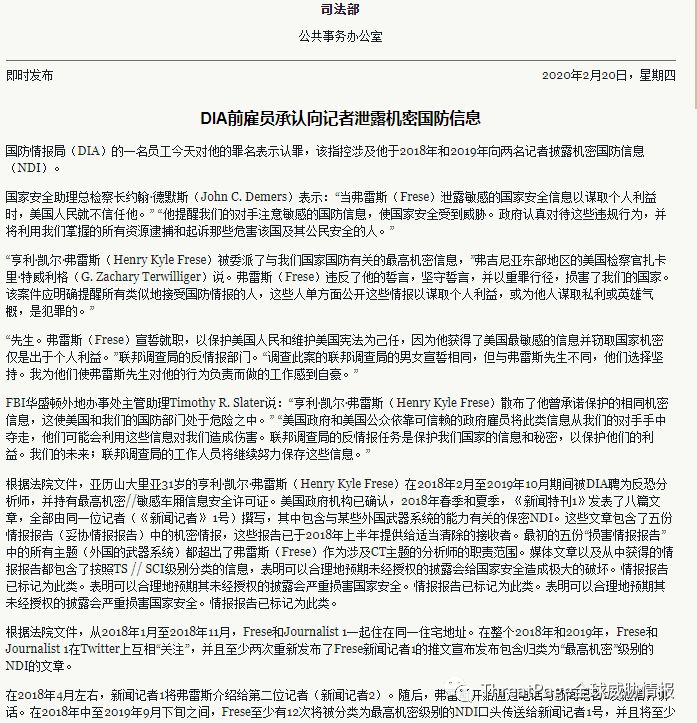 司法部
公共事务办公室
即时发布 2020年2月20日，星期四
DIA前雇员承认向记者泄露机密国防信息
国防情报局（DIA）的一名员工今天对他的罪名表示认罪，该指控涉及他于2018年和2019年向两名记者披露机密国防信息
（NDI）。
国家安全助理总检察长约翰·德默斯（John C. Demers）表示：“当弗雷斯（Frese）泄露敏感的国家安全信息以谋取个人利益
时，美国人民就不信任他。” “他提醒我们的对手注意敏感的国防信息，使国家安全受到威胁。政府认真对待这些违规行为，并
将利用我们掌握的所有资源逮捕和起诉那些危害该国及其公民安全的人。”
“亨利·凯尔·弗雷斯（Henry Kyle Frese）被委派了与我们国家国防有关的最高机密信息，”弗吉尼亚东部地区的美国检察官扎卡
里·特威利格（G. Zachary Terwilliger）说。弗雷斯（Frese）违反了他的誓言，坚守誓言，并以重罪行径，损害了我们的国家。
该案件应明确提醒所有类似地接受国防情报的人，这些人单方面公开这些情报以谋取个人利益，或为他人谋取私利或英雄气
概，是犯罪的。”
“先生。弗雷斯（Frese）宣誓就职，以保护美国人民和维护美国宪法为己任，因为他获得了美国最敏感的信息并窃取国家机密
仅是出于个人利益。”联邦调查局的反情报部门。“调查此案的联邦调查局的男女宣誓相同，但与弗雷斯先生不同，他们选择坚
持。我为他们使弗雷斯先生对他的行为负责而做的工作感到自豪。”
FBI华盛顿外地办事处主管助理Timothy R. Slater说：“亨利·凯尔·弗雷斯（Henry Kyle Frese）散布了他曾承诺保护的相同机密
信息，这使美国和我们的国防部门处于危险之中。” “美国政府和美国公众依靠可信赖的政府雇员将此类信息从我们的对手手中
夺走，他们可能会利用这些信息对我们造成伤害。联邦调查局的反情报任务是保护我们国家的信息和秘密，以保护他们的利
益。我们的未来；联邦调查局的工作人员将继续努力保存这些信息。”
根据法院文件，亚历山大里亚31岁的亨利·凯尔·弗雷斯（Henry Kyle Frese）在2018年2月至2019年10月期间被DIA聘为反恐分
析师，并持有最高机密//敏感车厢信息安全许可证。美国政府机构已确认，2018年春季和夏季，《新闻特刊1》发表了八篇文
章，全部由同一位记者（《新闻记者》1号）撰写，其中包含与某些外国武器系统的能力有关的保密NDI。这些文章包含了五份
情报报告（妥协情报报告）中的机密情报，这些报告已于2018年上半年提供给适当清除的接收者。最初的五份“损害情报报告”
中的所有主题（外国的武器系统）都超出了弗雷斯（Frese）作为涉及CT主题的分析师的职责范围。媒体文章以及从中获得的情
报报告都包含了按照TS // SCI级别分类的信息，表明可以合理地预期未经授权的披露会给国家安全造成极大的破坏。情报报告
已标记为此类。表明可以合理地预期其未经授权的披露会严重损害国家安全。情报报告已标记为此类。表明可以合理地预期其
未经授权的披露会严重损害国家安全。情报报告已标记为此类。
根据法院文件，从2018年1月至2018年11月，Frese和Journalist 1一起住在同一住宅地址。在整个2018年和2019年，Frese和
Journalist 1在Twitter上互相“关注”，并且至少两次重新发布了Frese新闻记者1的推文宣布发布包含归类为“最高机密”级别的
NDI的文章。
在2018年4月左右，新闻记者1将弗雷斯介绍给第二位记者（新闻记者2）。随后，弗雷
话。在2018年中至2019年9月下旬之间，Frese至少有12次将被分类为最高机密级别的NDI口头传送给新闻记者1号，并且将至少
ThreatPage全球威胁情报